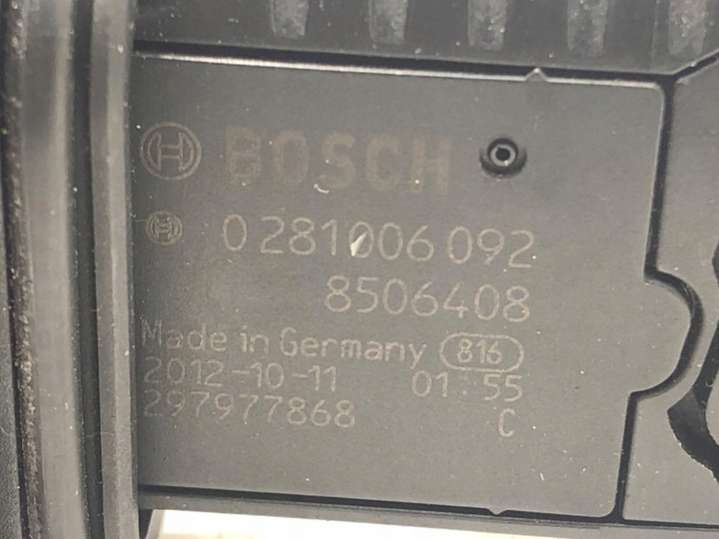 BOSCH
0 281 006 092
8506408
Made in Germany 816
2012-10-11 01:55
297977868 C